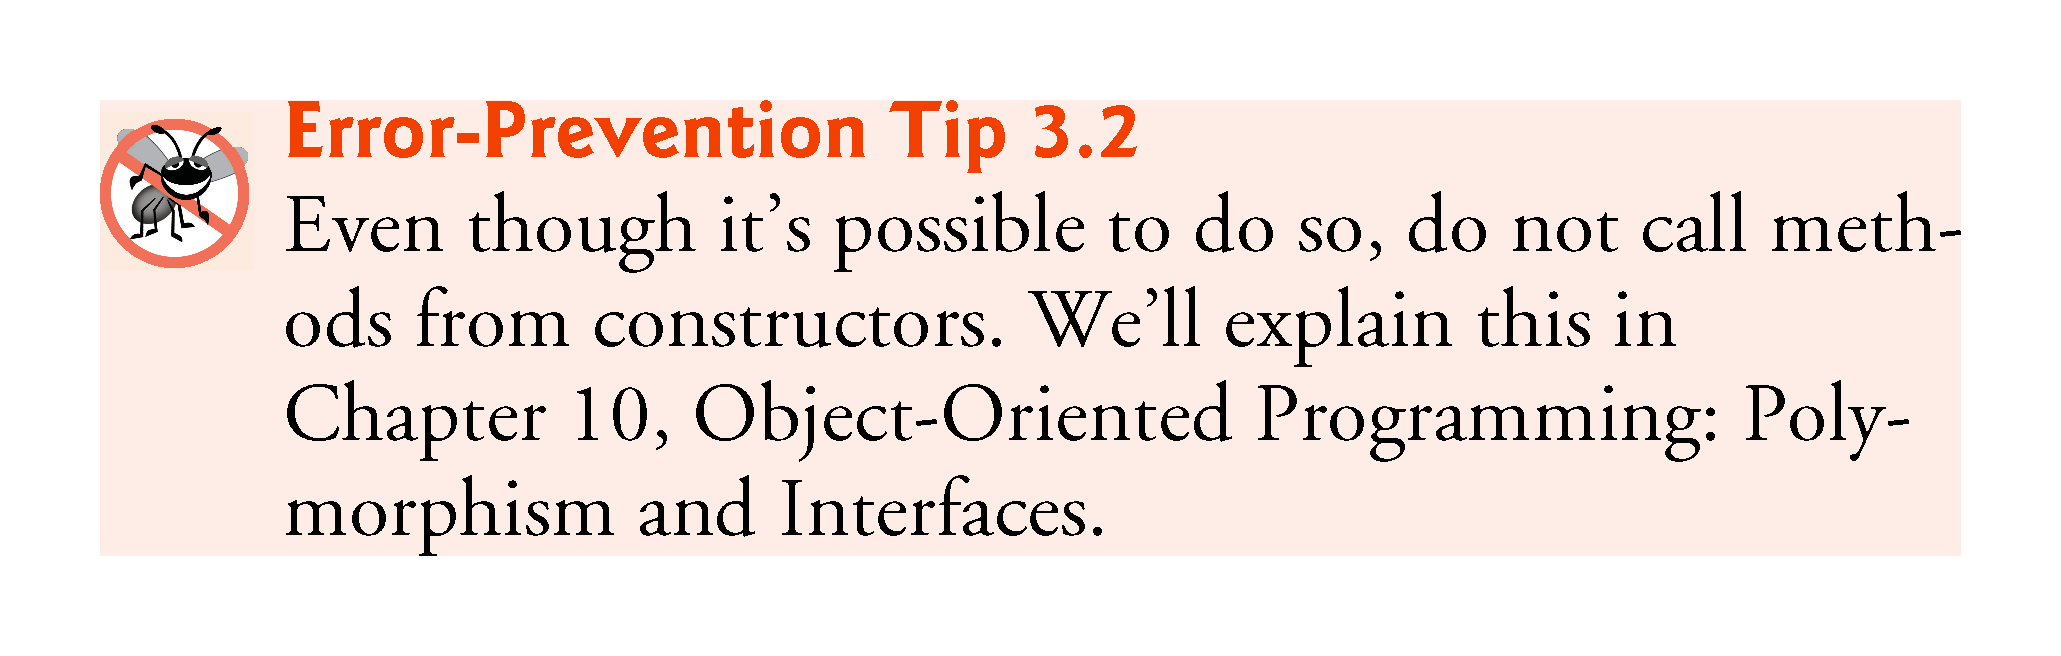 Error-Prevention Tip 3.2
Even though it’s possible to do so, do not call meth-
ods from constructors. We’ll explain this in
Chapter 10, Object-Oriented Programming: Poly-
morphism and Interfaces.